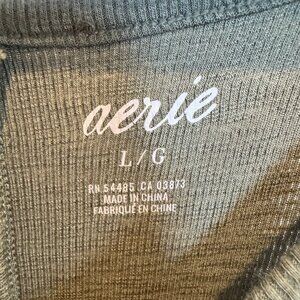 aerie
L/G
RN 54485 CA 03873
MADE IN CHINA
FABRIQUÉ EN CHINE